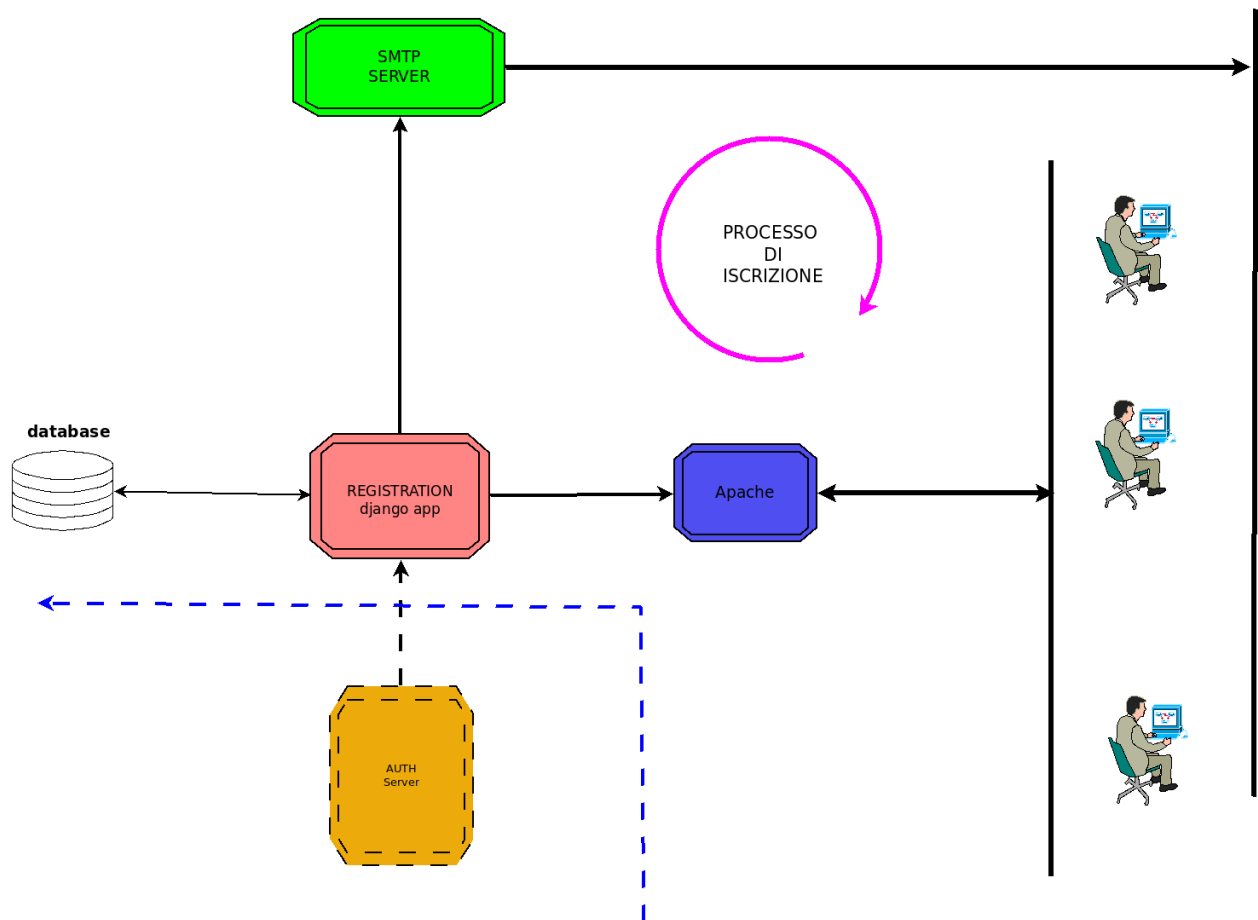 SMTP
SERVER
PROCESSO
DI
ISCRIZIONE
database
REGISTRATION
django app
Apache
AUTH
Server